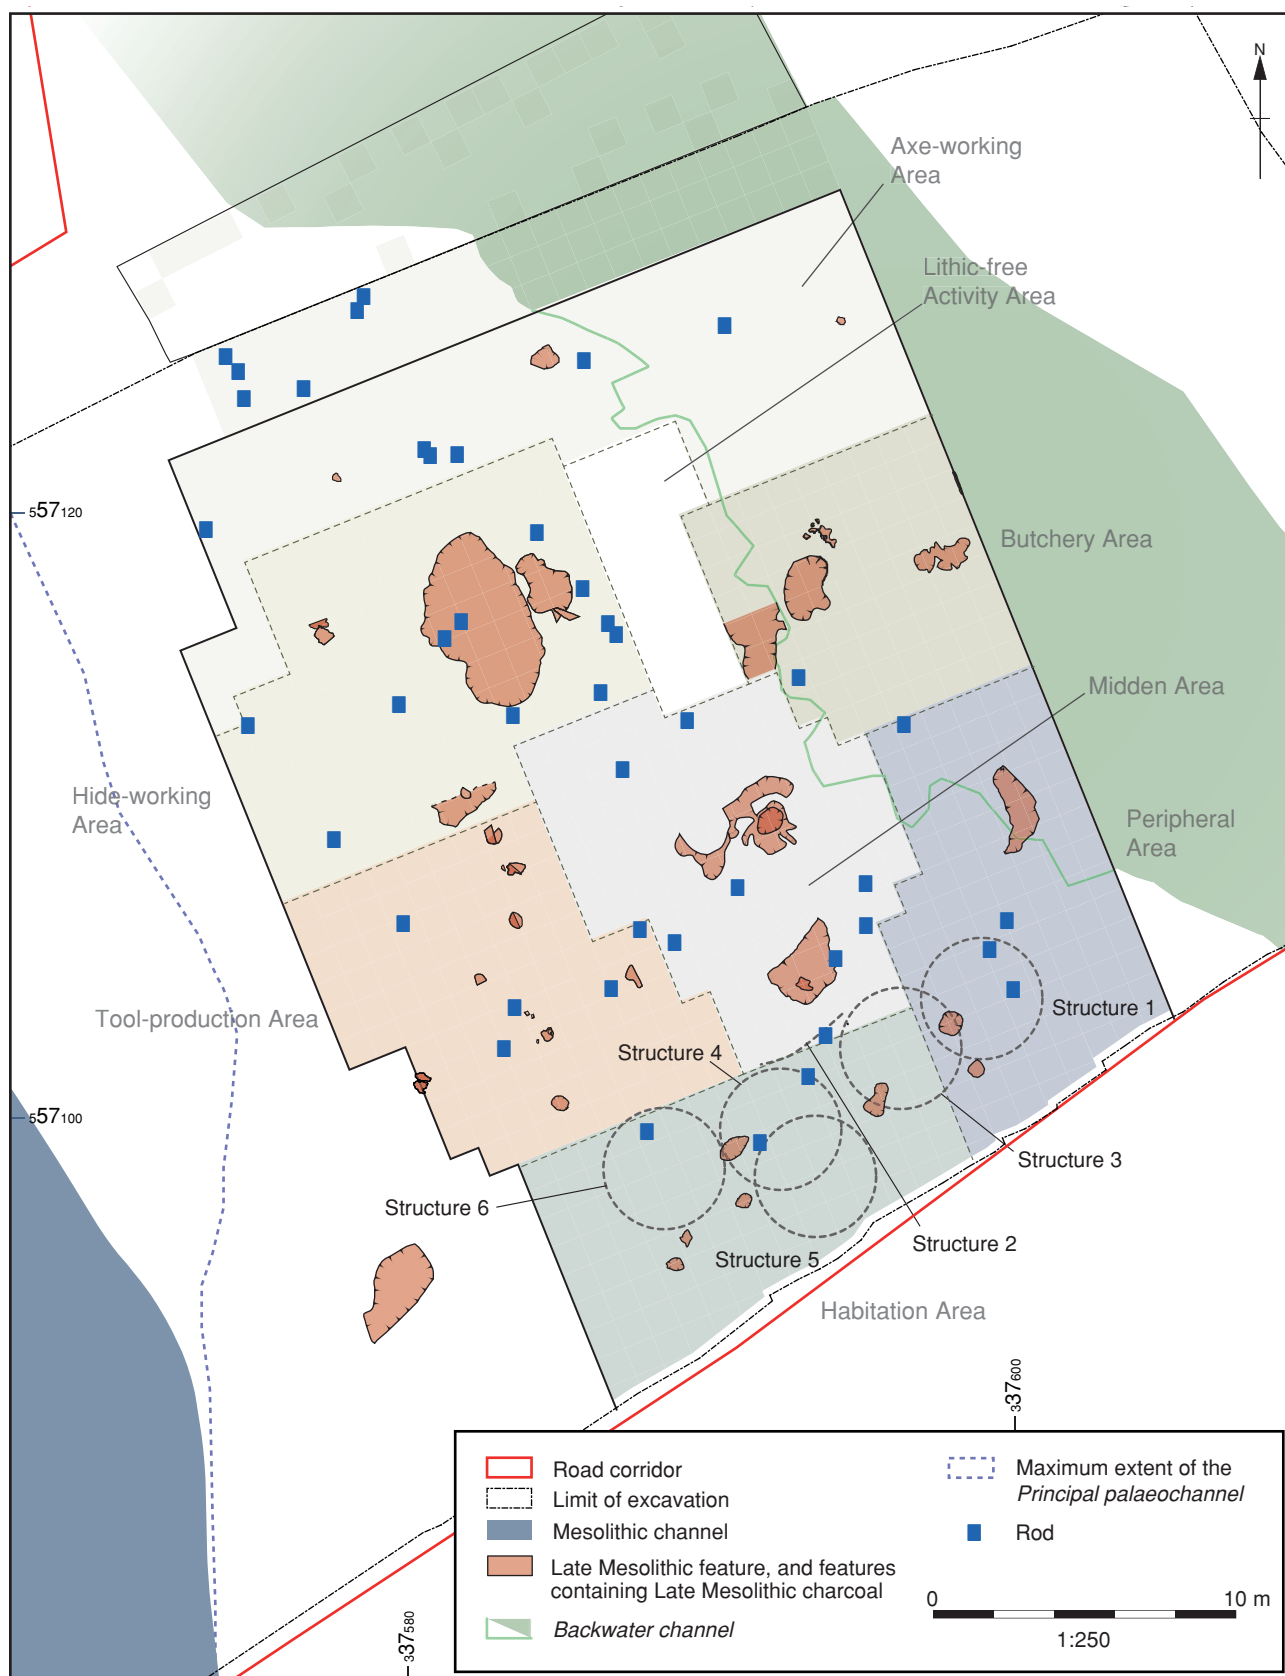 N
Axe-working
Area
Lithic-free
Activity Area
557120
Butchery Area
Midden Area
Hide-working
Area
Peripheral
Area
Tool-production Area
Structure 1
Structure 4
557100
Structure 3
Structure 6
Structure 2
Structure 5
Habitation Area
337600
337580
Road corridor
Limit of excavation
Mesolithic channel
Late Mesolithic feature, and features
containing Late Mesolithic charcoal
Backwater channel
Maximum extent of the
Principal palaeochannel
Rod
0 10 m
1:250